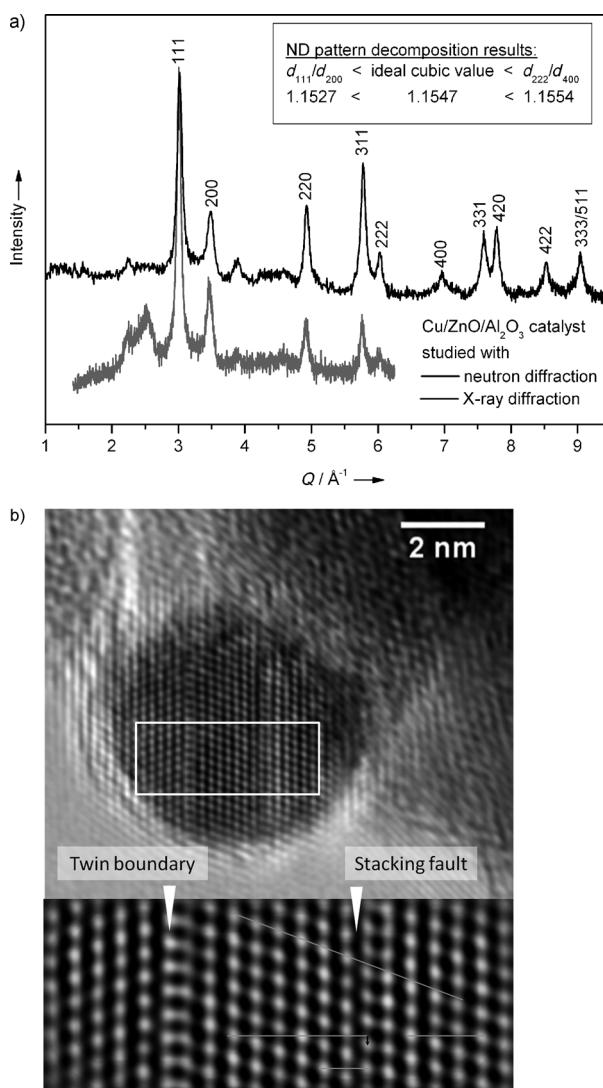 a)
111
200
220
311
222
400
331
420
422
333/511
ND pattern decomposition results:
d111/d200 < ideal cubic value < d222/d400
1.1527 < 1.1547 < 1.1554
Intensity
Cu/ZnO/Al2O3 catalyst
studied with
neutron diffraction
X-ray diffraction
1 2 3 4 5 6 7 8 9
Q / Å-1
b)
2 nm
Twin boundary
Stacking fault